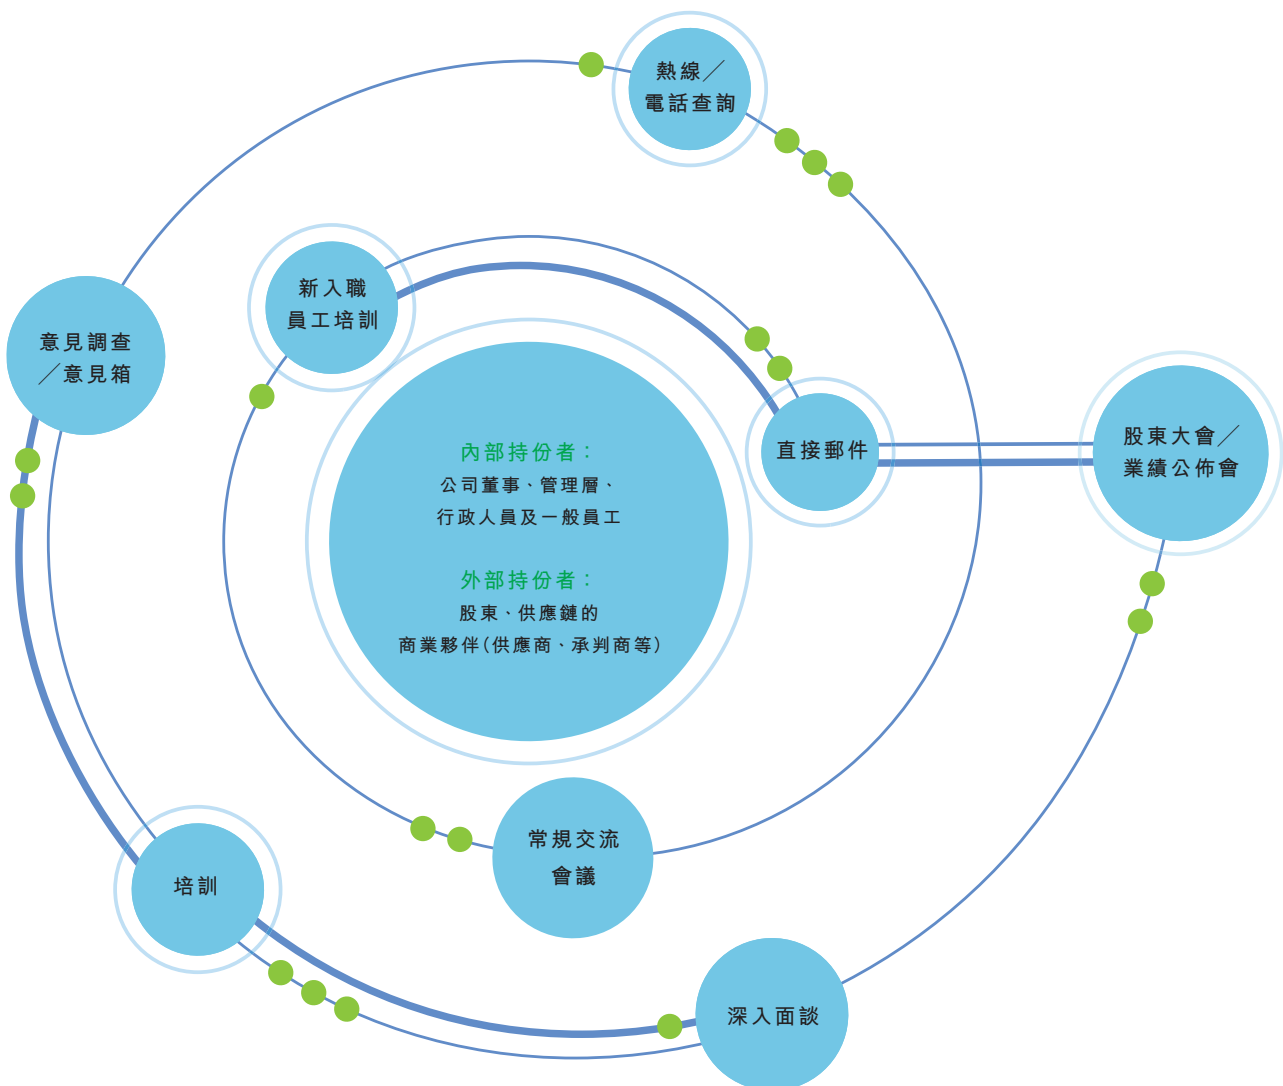 熱線／
電話查詢
新入職
員工培訓
意見調查
／意見箱
直接郵件
股東大會／
業績公佈會
內部持份者：
公司董事、管理層、
行政人員及一般員工
外部持份者：
股東、供應鏈的
商業夥伴(供應商、承判商等)
常規交流
會議
培訓
深入面談